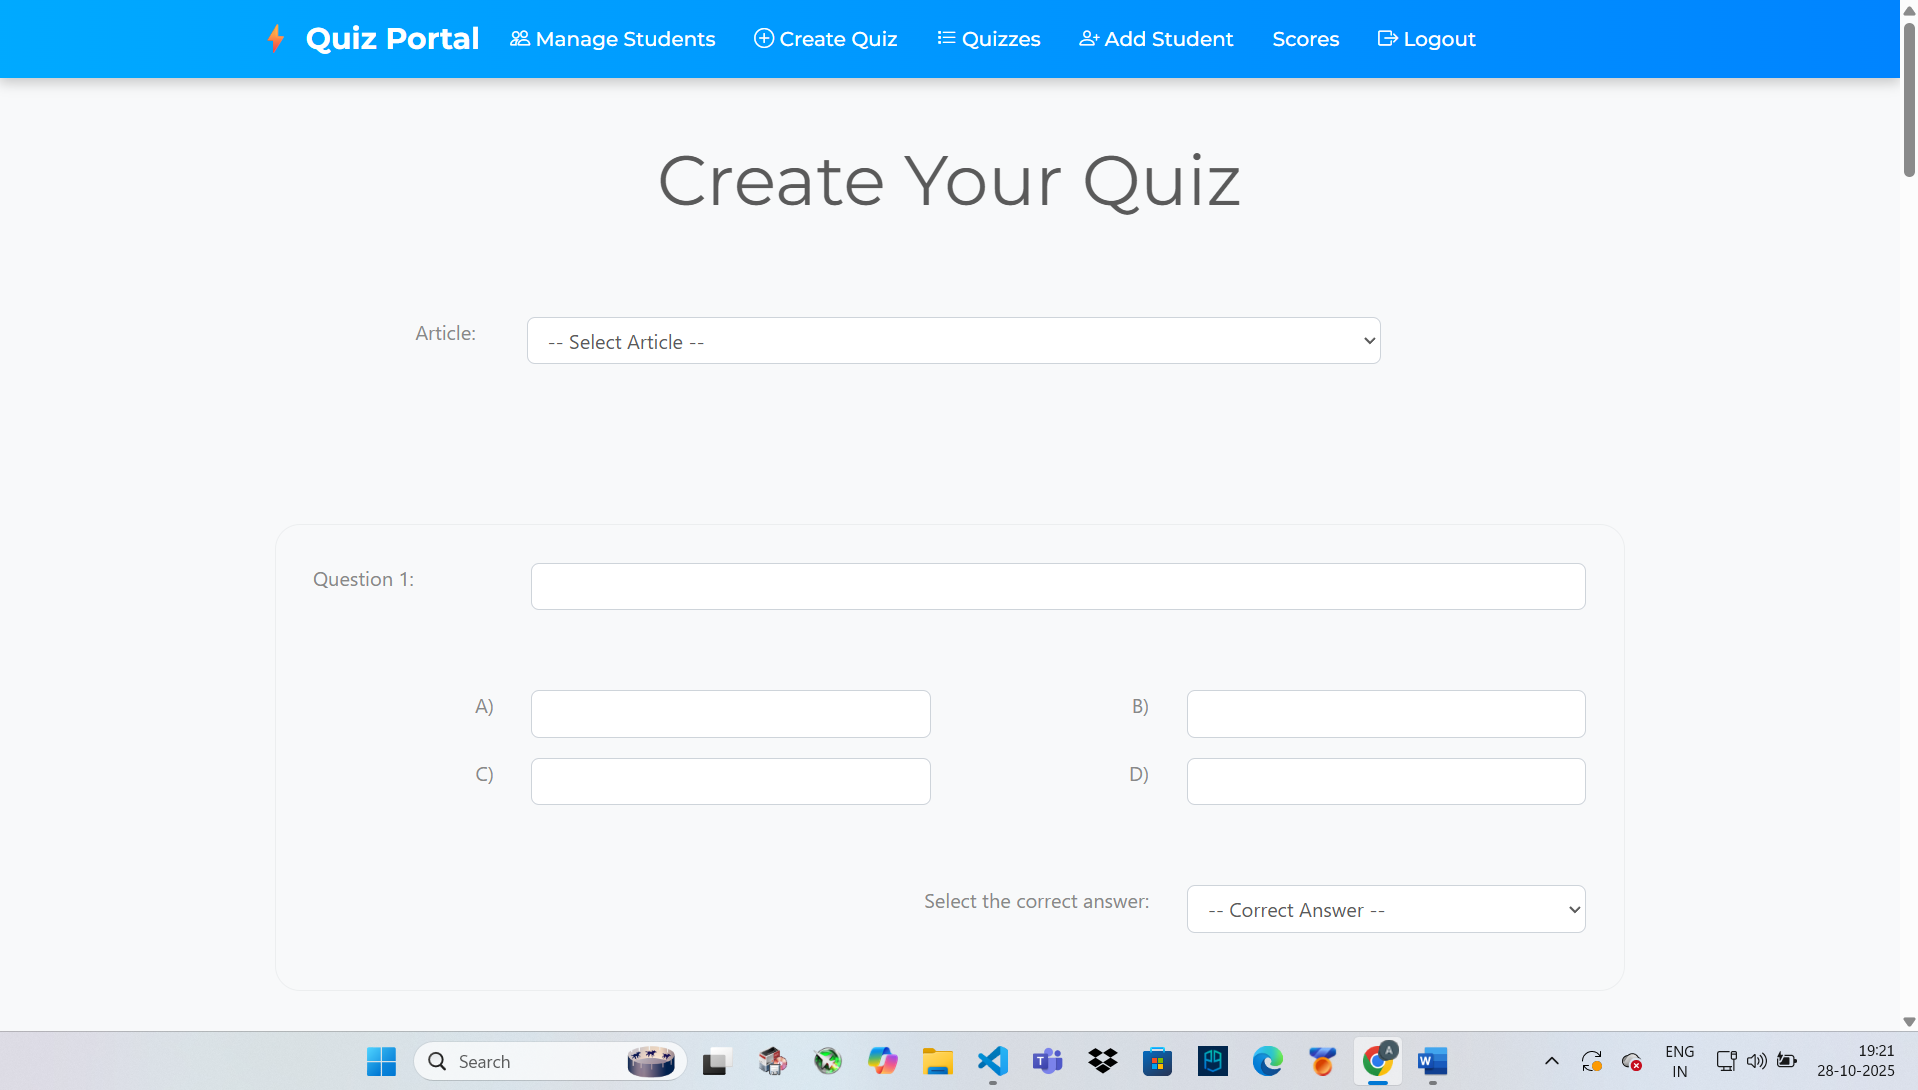 Quiz Portal Manage Students Create Quiz Quizzes Add Student Scores Logout
Create Your Quiz
Article: -- Select Article --
Question 1:
A) B)
C) D)
Select the correct answer: -- Correct Answer --
Search
ENG
IN
19:21
28-10-2025